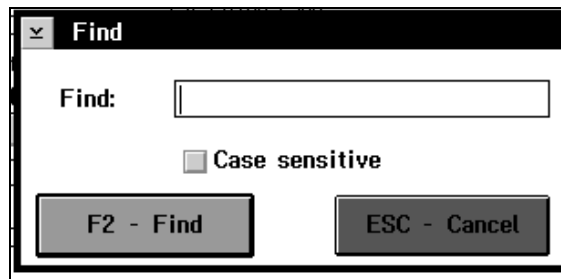 Find
Find:
Case sensitive
F2 - Find
ESC - Cancel